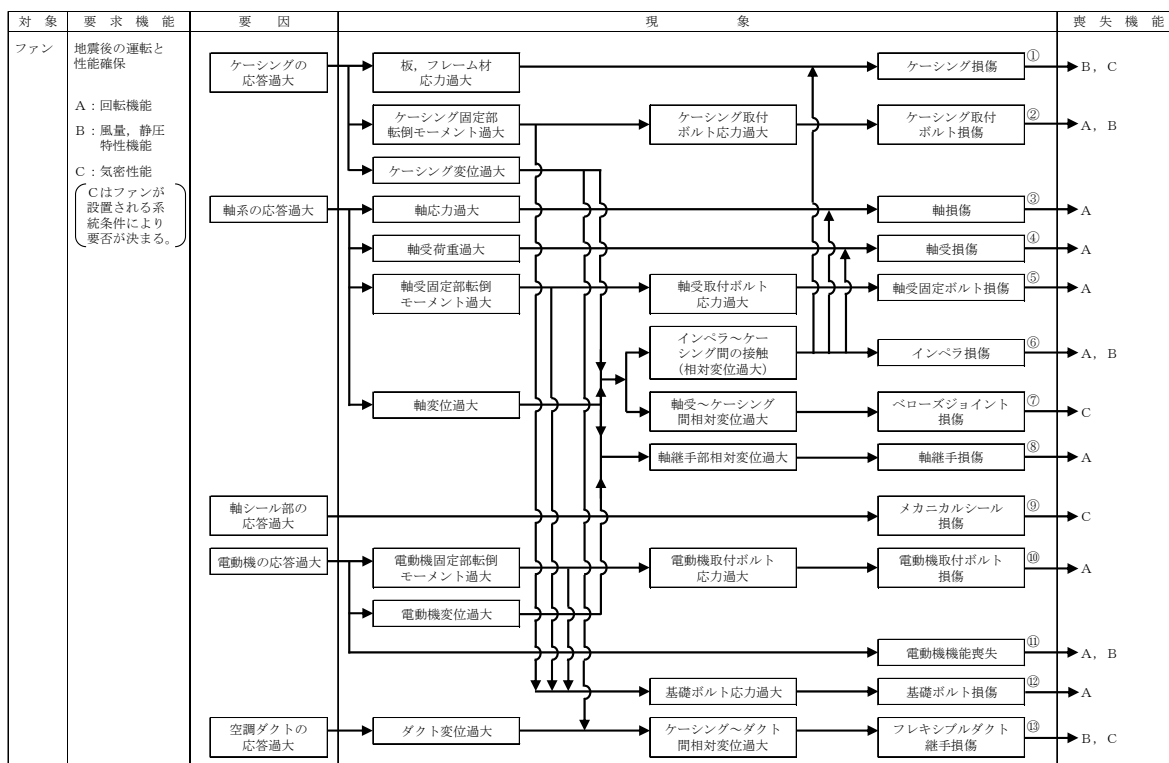 対象
要求機能
要因
現象
喪失機能
ファン
地震後の運転と
性能確保
A：回転機能
B：風量，静圧
特性機能
C：気密性能
Cはファンが
設置される系
統条件により
要否が決まる。
ケーシングの
応答過大
板，フレーム材
応力過大
ケーシング損傷
①
B，C
ケーシング固定部
転倒モーメント過大
ケーシング取付
ボルト応力過大
ケーシング取付
ボルト損傷
②
A，B
ケーシング変位過大
軸系の応答過大
軸応力過大
軸損傷
③
A
軸受荷重過大
軸受損傷
④
A
軸受固定部転倒
モーメント過大
軸受取付ボルト
応力過大
軸受固定ボルト損傷
⑤
A
インペラ～ケー
シング間の接触
(相対変位過大)
インペラ損傷
⑥
A，B
軸変位過大
軸受～ケーシング
間相対変位過大
ベローズジョイント
損傷
⑦
C
軸継手部相対変位過大
軸継手損傷
⑧
A
軸シール部の
応答過大
メカニカルシール
損傷
⑨
C
電動機の応答過大
電動機固定部転倒
モーメント過大
電動機取付ボルト
応力過大
電動機取付ボルト
損傷
⑩
A
電動機変位過大
電動機機能喪失
⑪
A，B
基礎ボルト応力過大
基礎ボルト損傷
⑫
A
空調ダクトの
応答過大
ダクト変位過大
ケーシング～ダクト
間相対変位過大
フレキシブルダクト
継手損傷
⑬
B，C